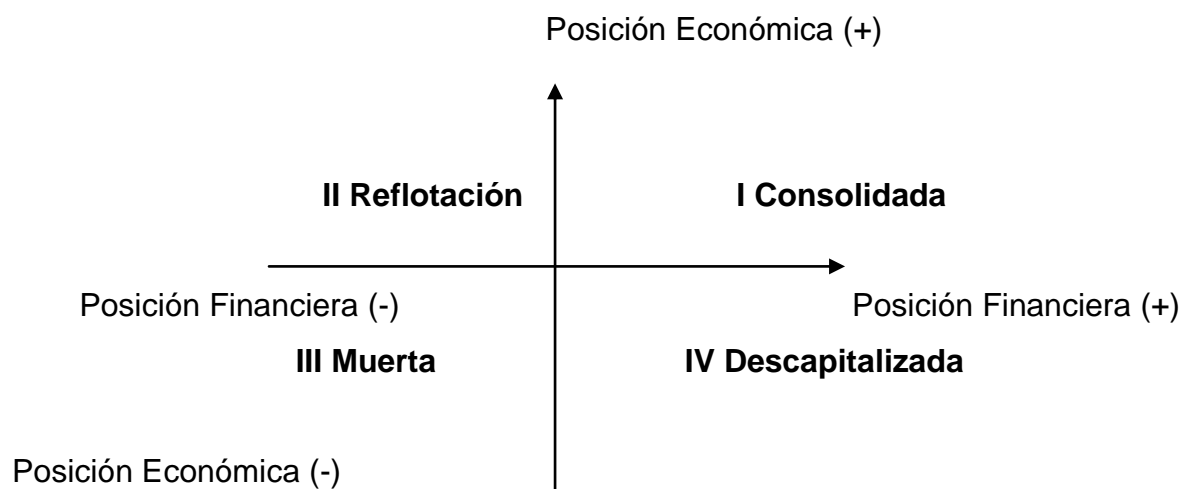 Posición Económica (+)
II Reflotación I Consolidada
Posición Financiera (-) Posición Financiera (+)
III Muerta IV Descapitalizada
Posición Económica (-)